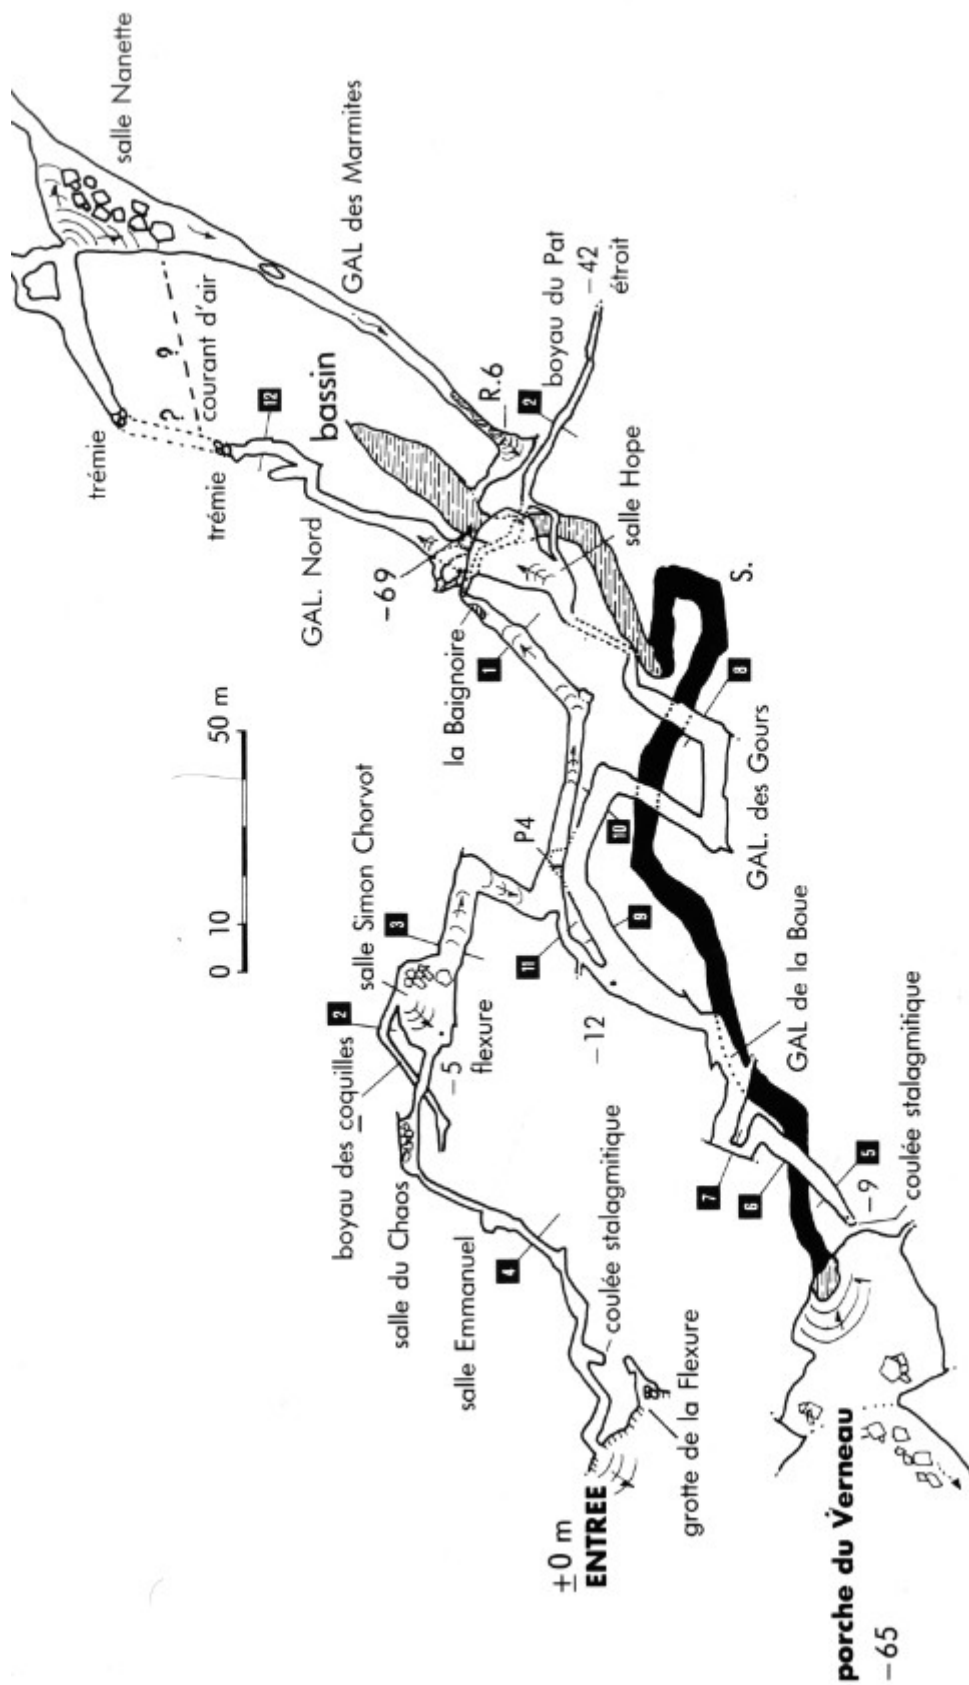 salle Nanette
GAL des Marmites
trémie
?
?
courant d'air
trémie
12
bassin
GAL. Nord
R.6
2
boyau du Pat
–42
étroit
–69
salle Hope
la Baignoire
1
S.
8
GAL. des Gours
0 10 50 m
salle Simon Chorvot
3
P4
10
9
11
2
boyau des coquilles
–5
flexure
–12
GAL de la Boue
salle du Chaos
salle Emmanuel
4
coulée stalagmitique
7
6
5
–9
coulée stalagmitique
±0 m
ENTREE
grotte de la Flexure
porche du Verneau
–65